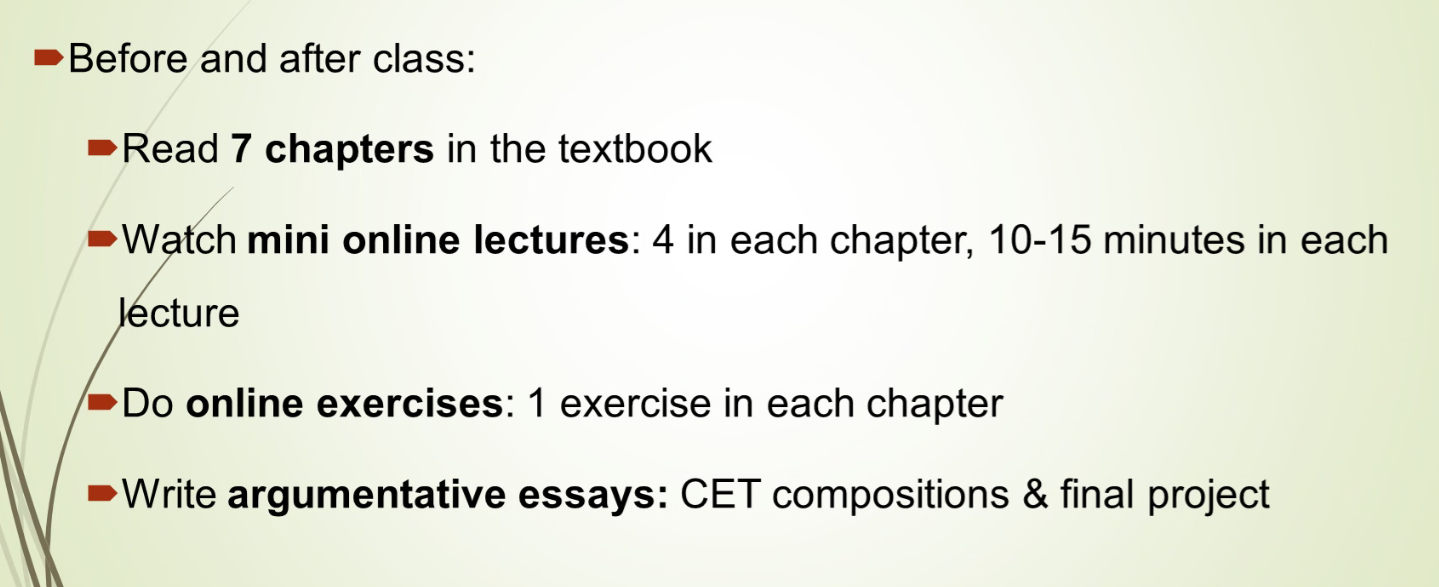 Before and after class:
Read 7 chapters in the textbook
Watch mini online lectures: 4 in each chapter, 10-15 minutes in each
lecture
Do online exercises: 1 exercise in each chapter
Write argumentative essays: CET compositions & final project